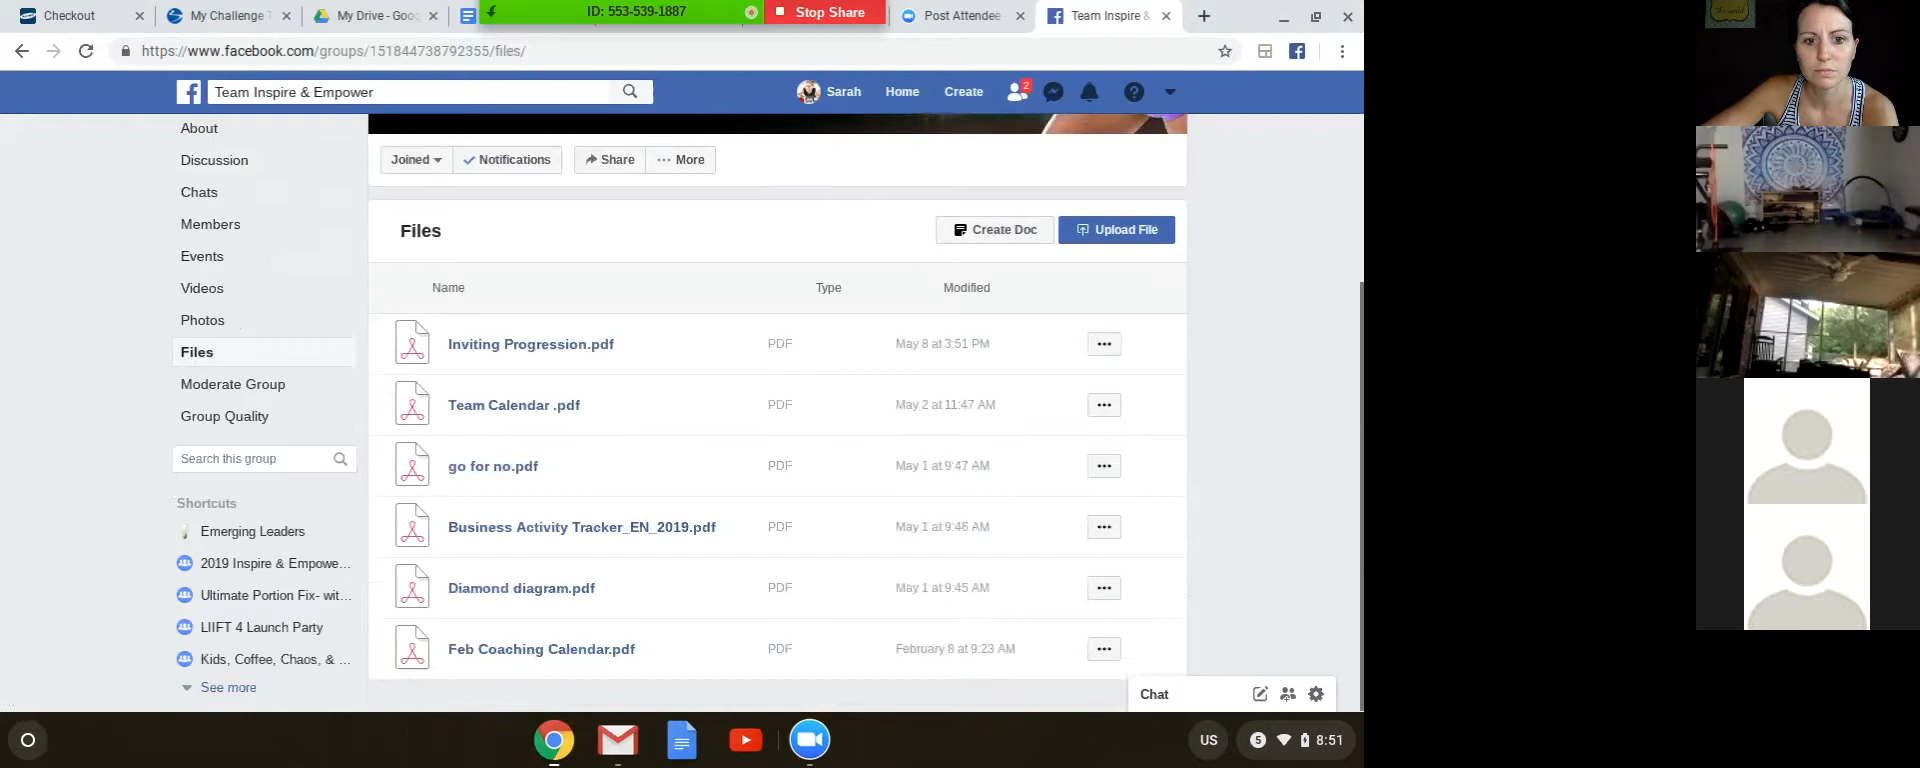 Checkout
My Challenge
My Drive - Goo
ID: 553-539-1887
Stop Share
Post Attendee
Team Inspire &
https://www.facebook.com/groups/151844738792355/files/
Team Inspire & Empower
Sarah
Home
Create
2
About
Discussion
Chats
Members
Events
Videos
Photos
Files
Moderate Group
Group Quality
Search this group
Shortcuts
Emerging Leaders
2019 Inspire & Empowe...
Ultimate Portion Fix- wit...
LIIFT 4 Launch Party
Kids, Coffee, Chaos, & ...
See more
Joined
Notifications
Share
More
Files
Create Doc
Upload File
Name Type Modified
Inviting Progression.pdf PDF May 8 at 3:51 PM
Team Calendar .pdf PDF May 2 at 11:47 AM
go for no.pdf PDF May 1 at 9:47 AM
Business Activity Tracker_EN_2019.pdf PDF May 1 at 9:46 AM
Diamond diagram.pdf PDF May 1 at 9:45 AM
Feb Coaching Calendar.pdf PDF February 8 at 9:23 AM
Chat
US
5
8:51